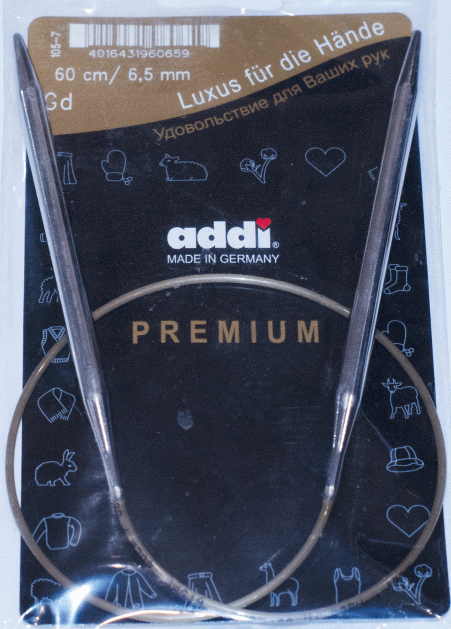 105-7
4016431960659
60 cm/ 6,5 mm
Gd
Luxus für die Hände
Удовольствие для Ваших рук
addi®
MADE IN GERMANY
PREMIUM